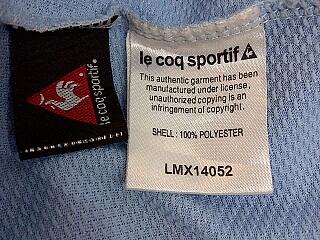 le coq sportif
le coq sportif
This authentic garment has been
manufactured under license,
unauthorized copying is an
infringement of copyright.
SHELL: 100% POLYESTER
LMX14052